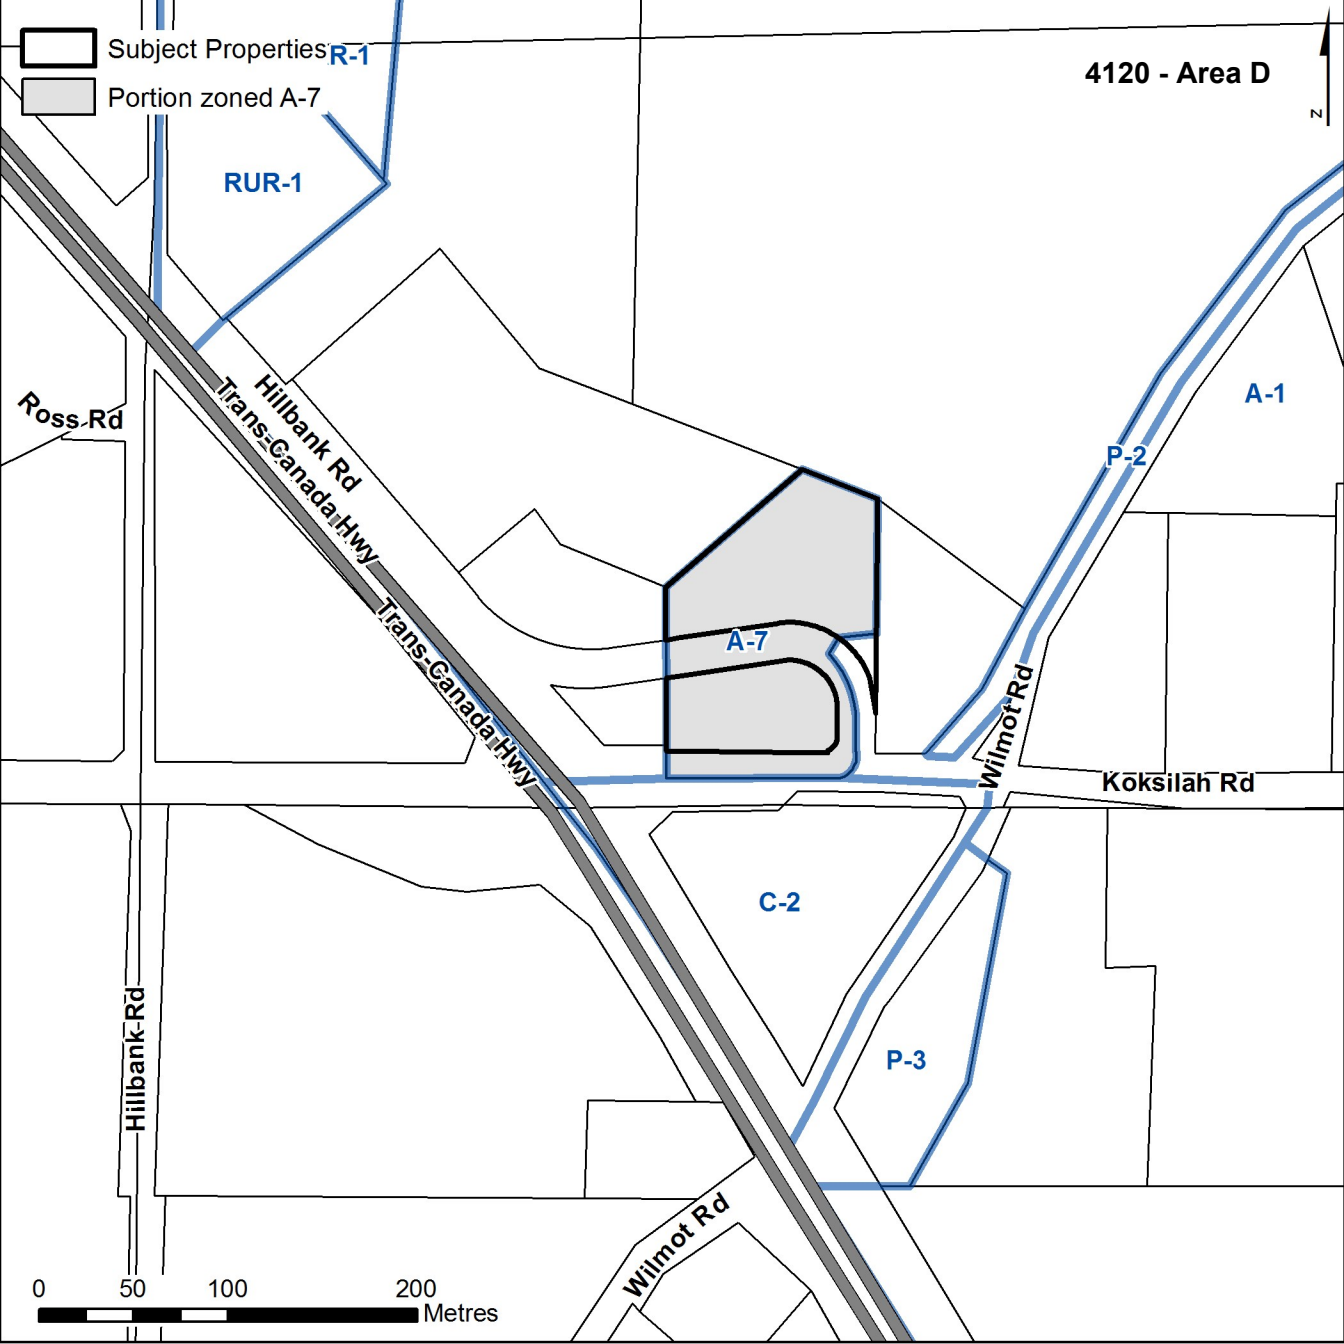 Subject Properties
R-1
Portion zoned A-7
4120 - Area D
z
RUR-1
Ross Rd
Hillbank Rd
Trans-Canada Hwy
A-1
P-2
A-7
Trans-Canada Hwy
Wilmot Rd
Koksilah Rd
C-2
Hillbank Rd
P-3
Wilmot Rd
0 50 100 200
Metres